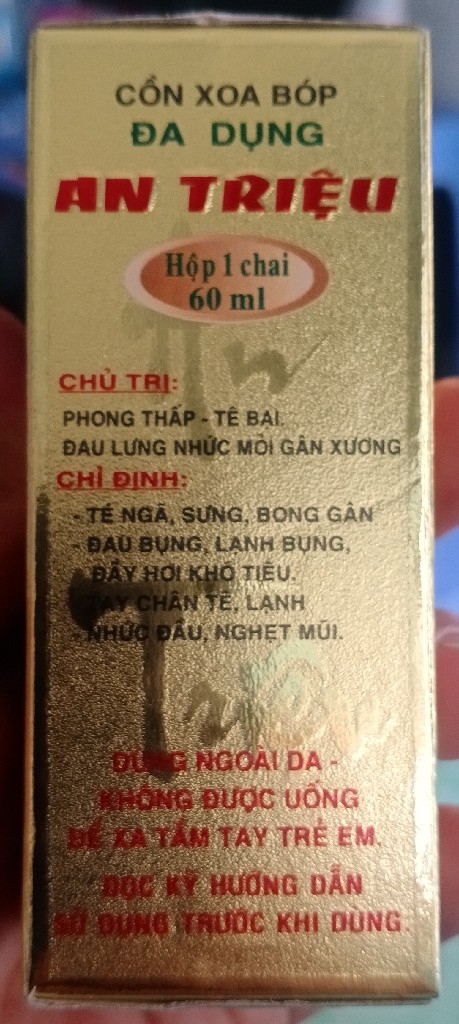 CỒN XOA BÓP
ĐA DỤNG
AN TRIỆU
Hộp 1 chai
60 ml
CHỦ TRỊ:
PHONG THẤP - TÊ BẠI.
ĐAU LƯNG NHỨC MỎI GÂN XƯƠNG
CHỈ ĐỊNH:
- TÉ NGÃ, SƯNG, BONG GÂN
- ĐAU BỤNG, LẠNH BỤNG,
ĐẦY HƠI KHÓ TIÊU.
- TAY CHÂN TÊ, LẠNH
- NHỨC ĐẦU, NGHẸT MŨI.
DÙNG NGOÀI DA -
KHÔNG ĐƯỢC UỐNG
ĐỂ XA TẦM TAY TRẺ EM.
ĐỌC KỸ HƯỚNG DẪN
SỬ DỤNG TRƯỚC KHI DÙNG.
An
Triệu